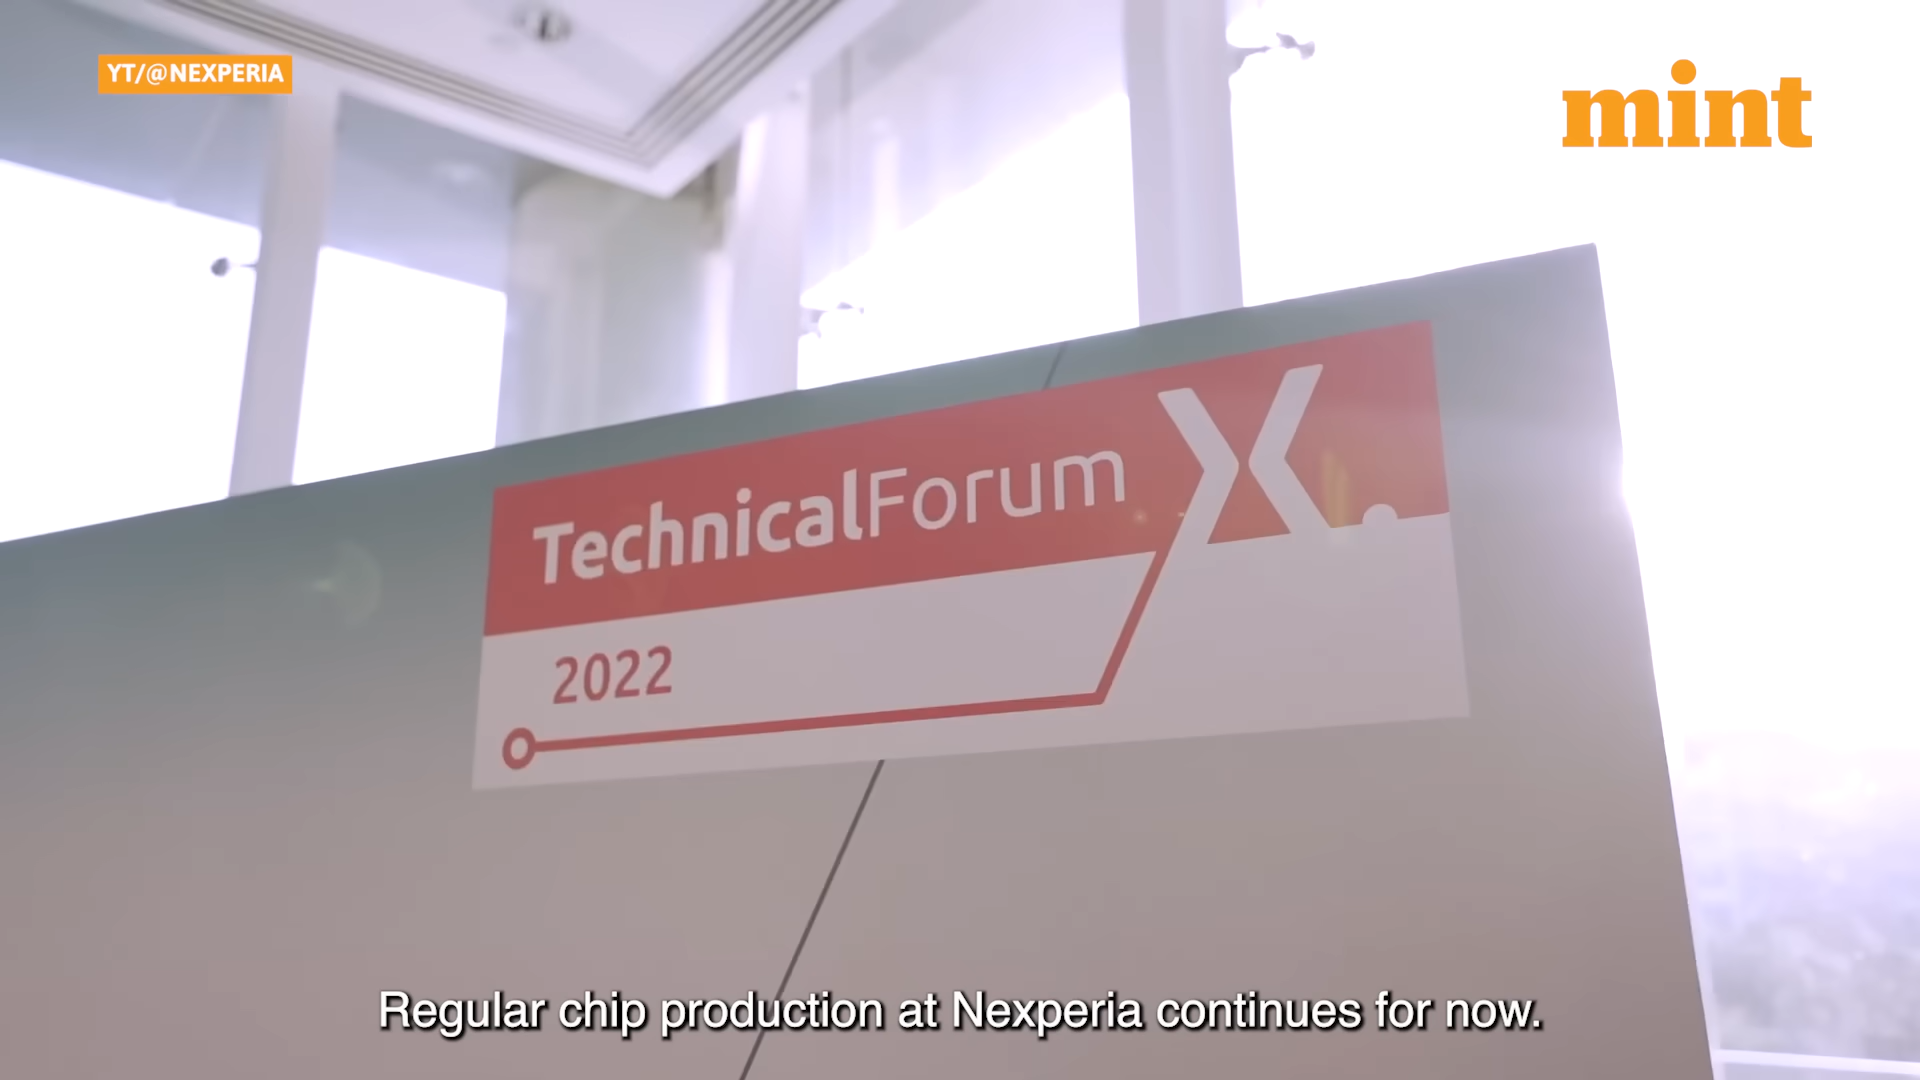 YT/@NEXPERIA
mint
TechnicalForum X.
2022
Regular chip production at Nexperia continues for now.